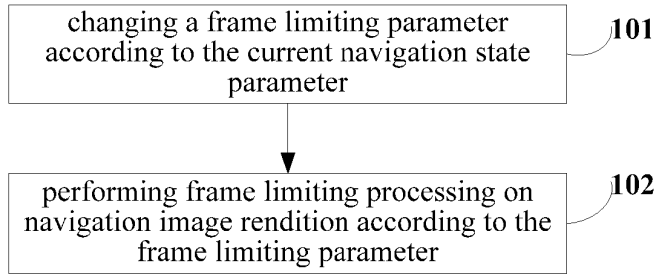 changing a frame limiting parameter
according to the current navigation state
parameter
101
performing frame limiting processing on
navigation image rendition according to the
frame limiting parameter
102